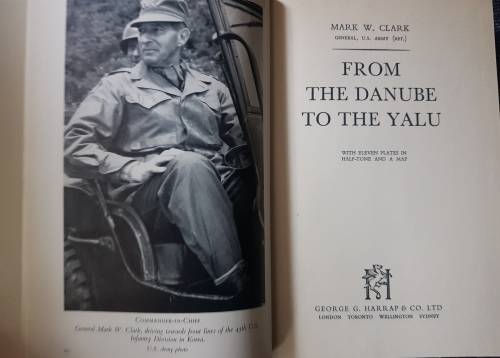 COMMANDER-IN-CHIEF
General Mark W. Clark, driving towards front lines of the 45th U.S.
Infantry Division in Korea.
U.S. Army photo
MARK W. CLARK
GENERAL, U.S. ARMY (RET.)
FROM
THE DANUBE
TO THE YALU
WITH ELEVEN PLATES IN
HALF-TONE AND A MAP
GEORGE G. HARRAP & CO. LTD
LONDON TORONTO WELLINGTON SYDNEY